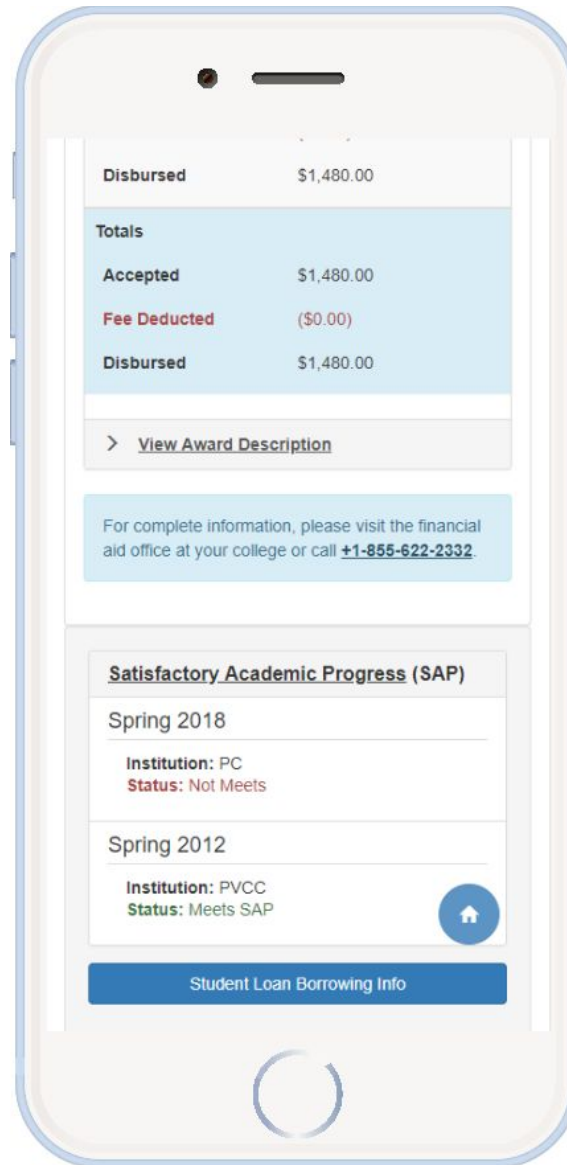 Disbursed $1,480.00
Totals
Accepted $1,480.00
Fee Deducted ($0.00)
Disbursed $1,480.00
View Award Description
For complete information, please visit the financial
aid office at your college or call +1-855-622-2332.
Satisfactory Academic Progress (SAP)
Spring 2018
Institution: PC
Status: Not Meets
Spring 2012
Institution: PVCC
Status: Meets SAP
Student Loan Borrowing Info